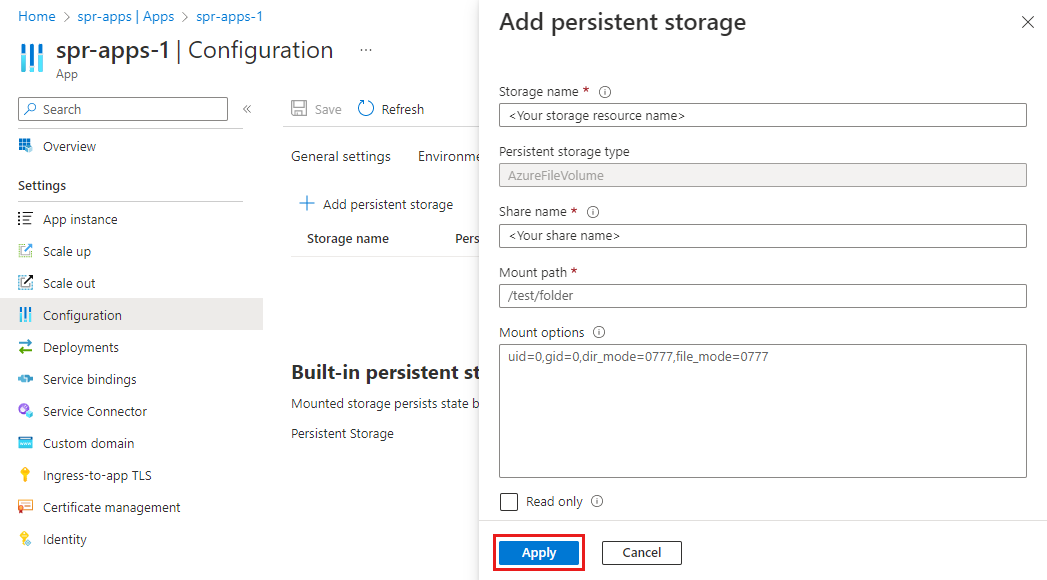 Home > spr-apps | Apps > spr-apps-1
spr-apps-1 | Configuration ...
App
Search «
Overview
Settings
App instance
Scale up
Scale out
Configuration
Deployments
Service bindings
Service Connector
Custom domain
Ingress-to-app TLS
Certificate management
Identity
Save Refresh
General settings Environme
+ Add persistent storage
Storage name Pers
Built-in persistent st
Mounted storage persists state b
Persistent Storage
Add persistent storage
Storage name *
<Your storage resource name>
Persistent storage type
AzureFileVolume
Share name *
<Your share name>
Mount path *
/test/folder
Mount options
uid=0,gid=0,dir_mode=0777,file_mode=0777
Read only
Apply Cancel